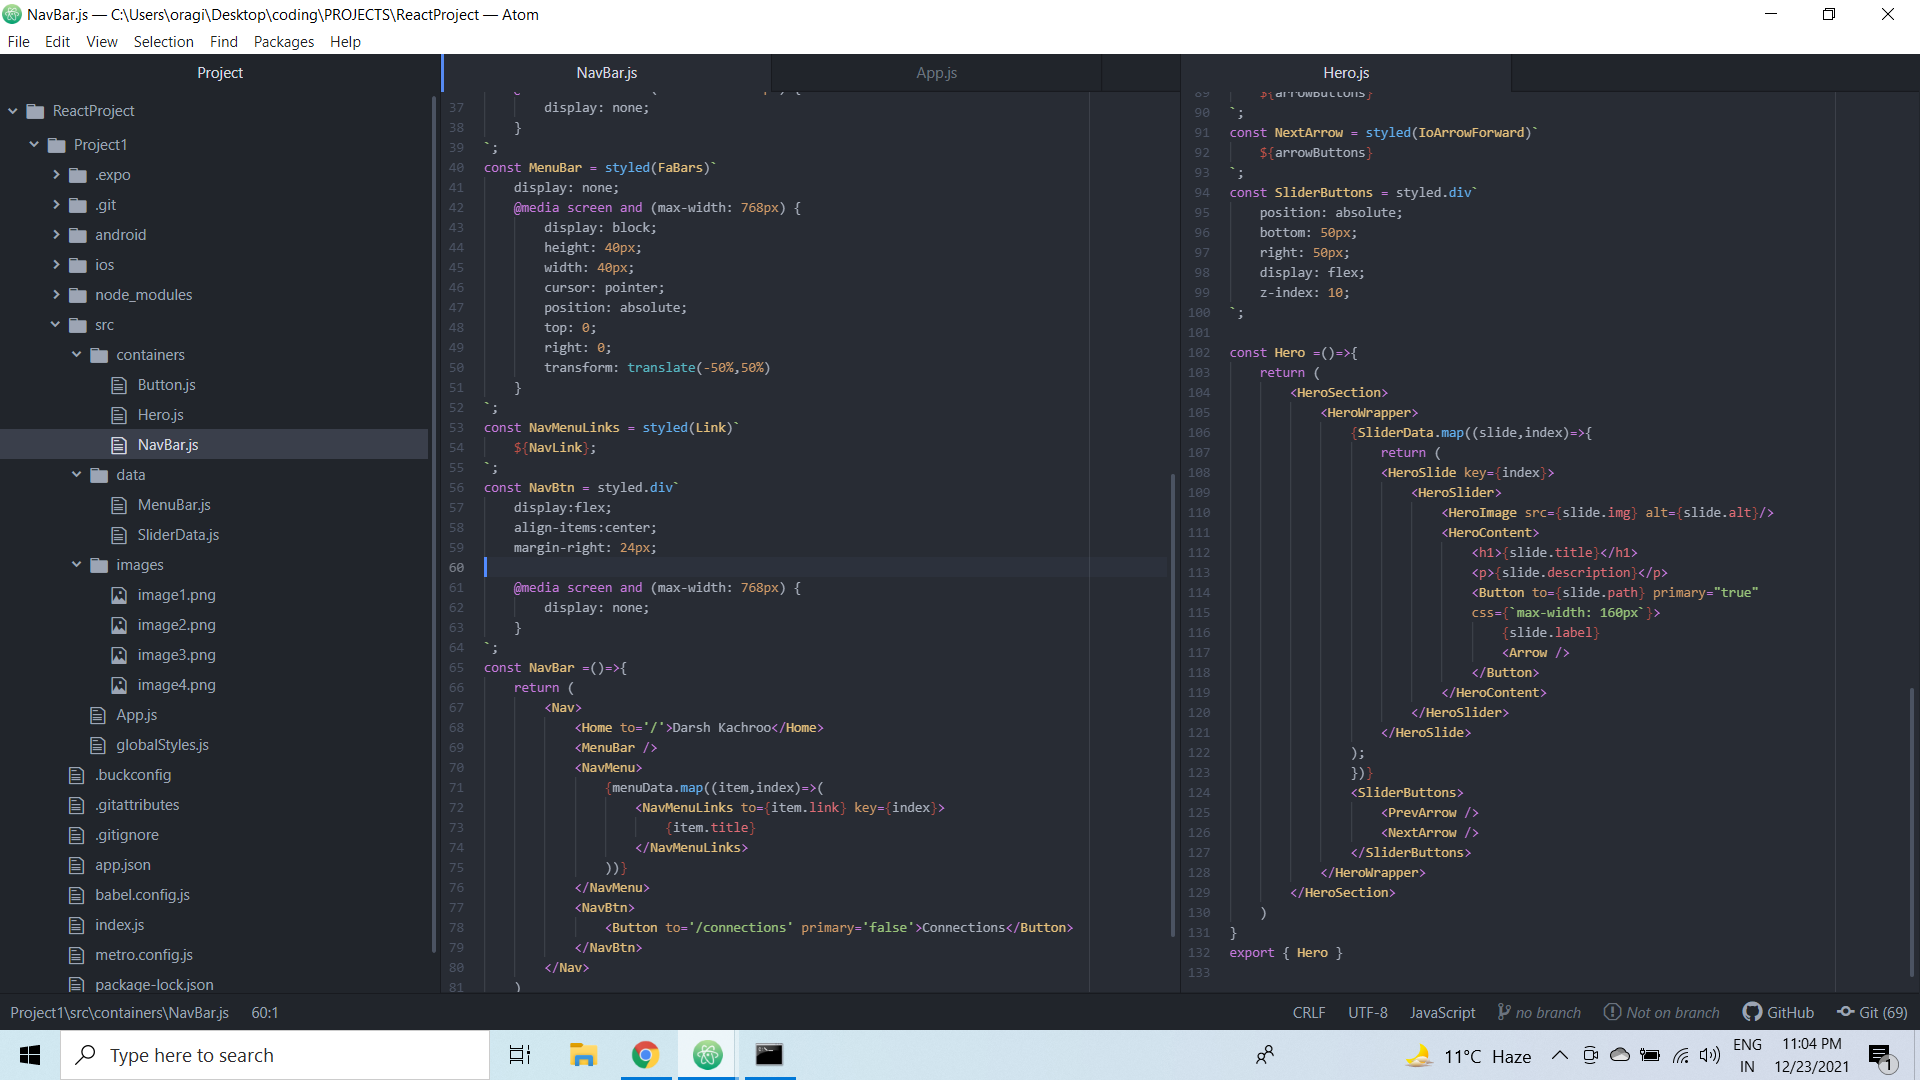 NavBar.js — C:\Users\oragi\Desktop\coding\PROJECTS\ReactProject — Atom
File Edit View Selection Find Packages Help
Project
ReactProject
Project1
.expo
.git
android
ios
node_modules
src
containers
Button.js
Hero.js
NavBar.js
data
MenuBar.js
SliderData.js
images
image1.png
image2.png
image3.png
image4.png
App.js
globalStyles.js
.buckconfig
.gitattributes
.gitignore
app.json
babel.config.js
index.js
metro.config.js
package-lock.json
NavBar.js App.js
37 display: none;
38 }
39 `;
40 const MenuBar = styled(FaBars)`
41 display: none;
42 @media screen and (max-width: 768px) {
43 display: block;
44 height: 40px;
45 width: 40px;
46 cursor: pointer;
47 position: absolute;
48 top: 0;
49 right: 0;
50 transform: translate(-50%,50%)
51 }
52 `;
53 const NavMenuLinks = styled(Link)`
54 ${NavLink};
55 `;
56 const NavBtn = styled.div`
57 display:flex;
58 align-items:center;
59 margin-right: 24px;
60
61 @media screen and (max-width: 768px) {
62 display: none;
63 }
64 `;
65 const NavBar =()=>{
66 return (
67 <Nav>
68 <Home to='/'>Darsh Kachroo</Home>
69 <MenuBar />
70 <NavMenu>
71 {menuData.map((item,index)=>(
72 <NavMenuLinks to={item.link} key={index}>
73 {item.title}
74 </NavMenuLinks>
75 ))}
76 </NavMenu>
77 <NavBtn>
78 <Button to='/connections' primary='false'>Connections</Button>
79 </NavBtn>
80 </Nav>
81 )
Hero.js
89 ${arrowButtons}
90 `;
91 const NextArrow = styled(IoArrowForward)`
92 ${arrowButtons}
93 `;
94 const SliderButtons = styled.div`
95 position: absolute;
96 bottom: 50px;
97 right: 50px;
98 display: flex;
99 z-index: 10;
100 `;
101
102 const Hero =()=>{
103 return (
104 <HeroSection>
105 <HeroWrapper>
106 {SliderData.map((slide,index)=>{
107 return (
108 <HeroSlide key={index}>
109 <HeroSlider>
110 <HeroImage src={slide.img} alt={slide.alt}/>
111 <HeroContent>
112 <h1>{slide.title}</h1>
113 <p>{slide.description}</p>
114 <Button to={slide.path} primary="true"
115 css={`max-width: 160px`}>
116 {slide.label}
117 <Arrow />
118 </Button>
119 </HeroContent>
120 </HeroSlider>
121 </HeroSlide>
122 );
123 })}
124 <SliderButtons>
125 <PrevArrow />
126 <NextArrow />
127 </SliderButtons>
128 </HeroWrapper>
129 </HeroSection>
130 )
131 }
132 export { Hero }
133
Project1\src\containers\NavBar.js 60:1 CRLF UTF-8 JavaScript no branch Not on branch GitHub Git (69)
Type here to search
11°C Haze
ENG
IN
11:04 PM
12/23/2021
1